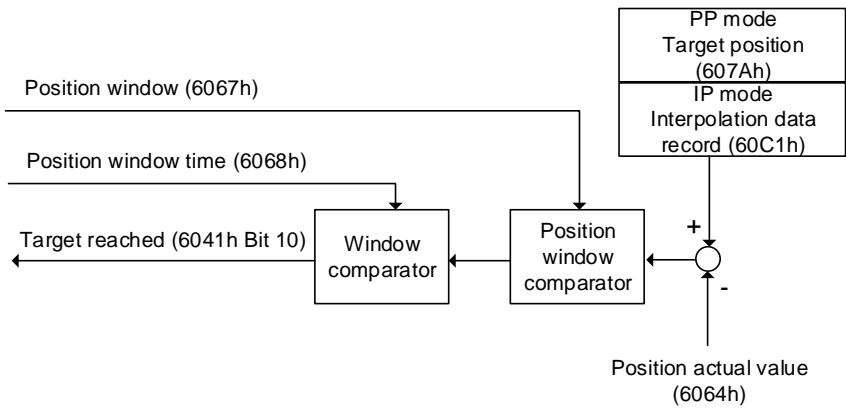 PP mode
Target position
(607Ah)
IP mode
Interpolation data
record (60C1h)
Position window (6067h)
Position window time (6068h)
Target reached (6041h Bit 10)
Window
comparator
Position
window
comparator
+
-
Position actual value
(6064h)